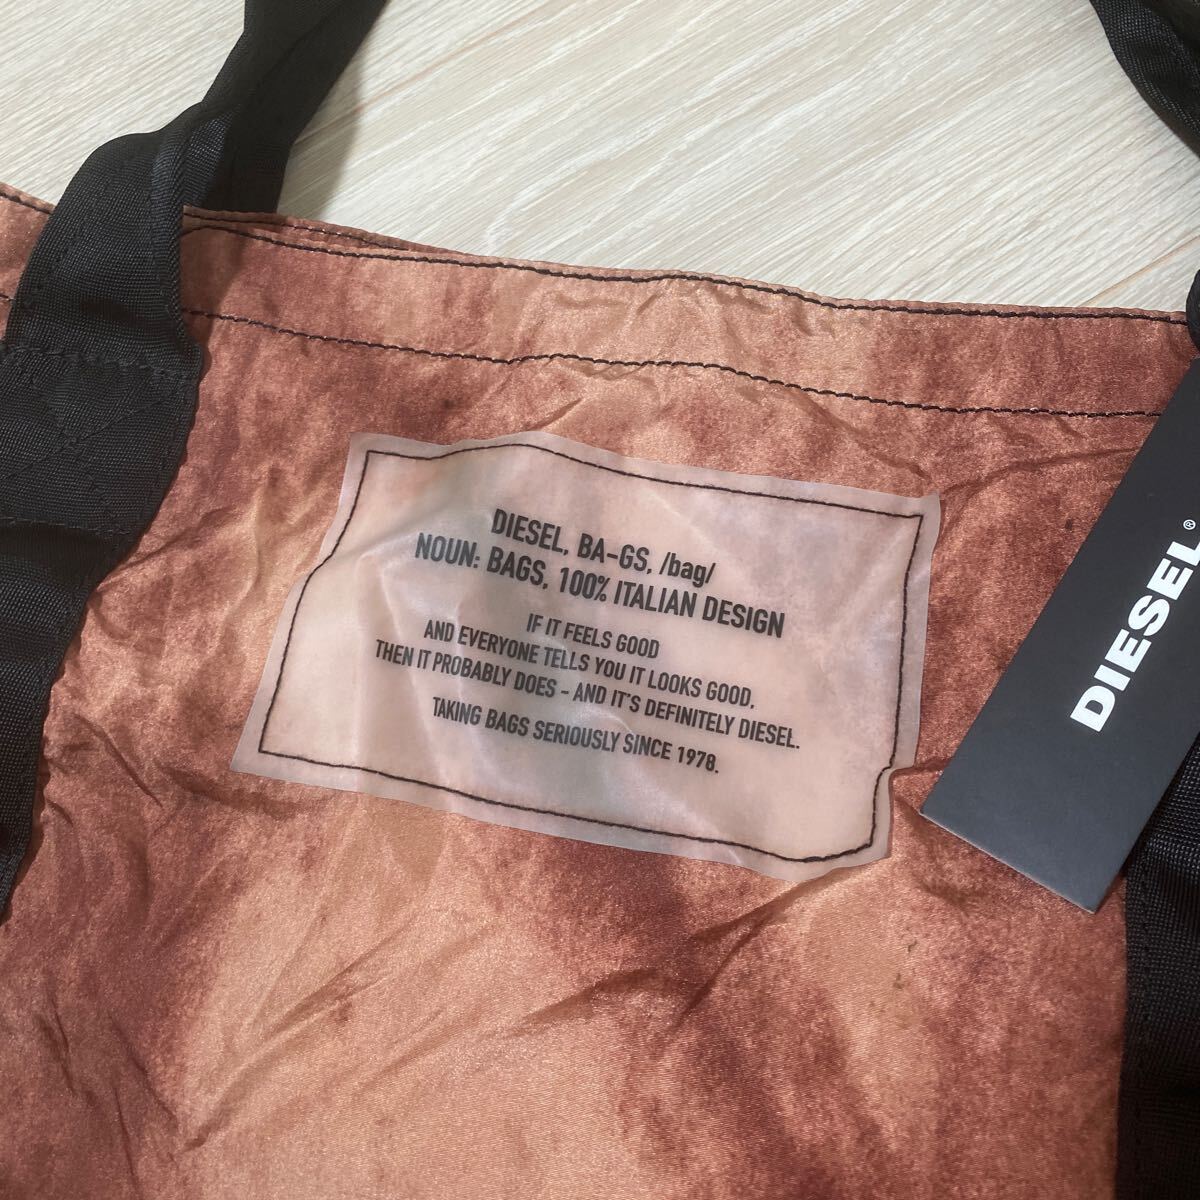 DIESEL, BA-GS, /bag/
NOUN: BAGS, 100% ITALIAN DESIGN
IF IT FEELS GOOD
AND EVERYONE TELLS YOU IT LOOKS GOOD,
THEN IT PROBABLY DOES - AND IT'S DEFINITELY DIESEL.
TAKING BAGS SERIOUSLY SINCE 1978.
DIESEL®